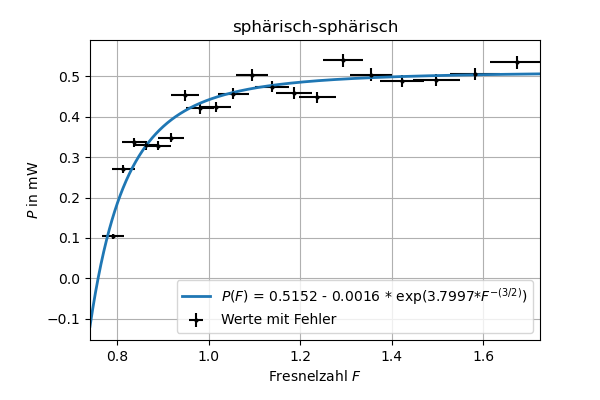 sphärisch-sphärisch
0.5
0.4
0.3
0.2
0.1
0.0
−0.1
P in mW
P(F) = 0.5152 - 0.0016 * exp(3.7997*F^{−(3/2)})
Werte mit Fehler
0.8 1.0 1.2 1.4 1.6
Fresnelzahl F